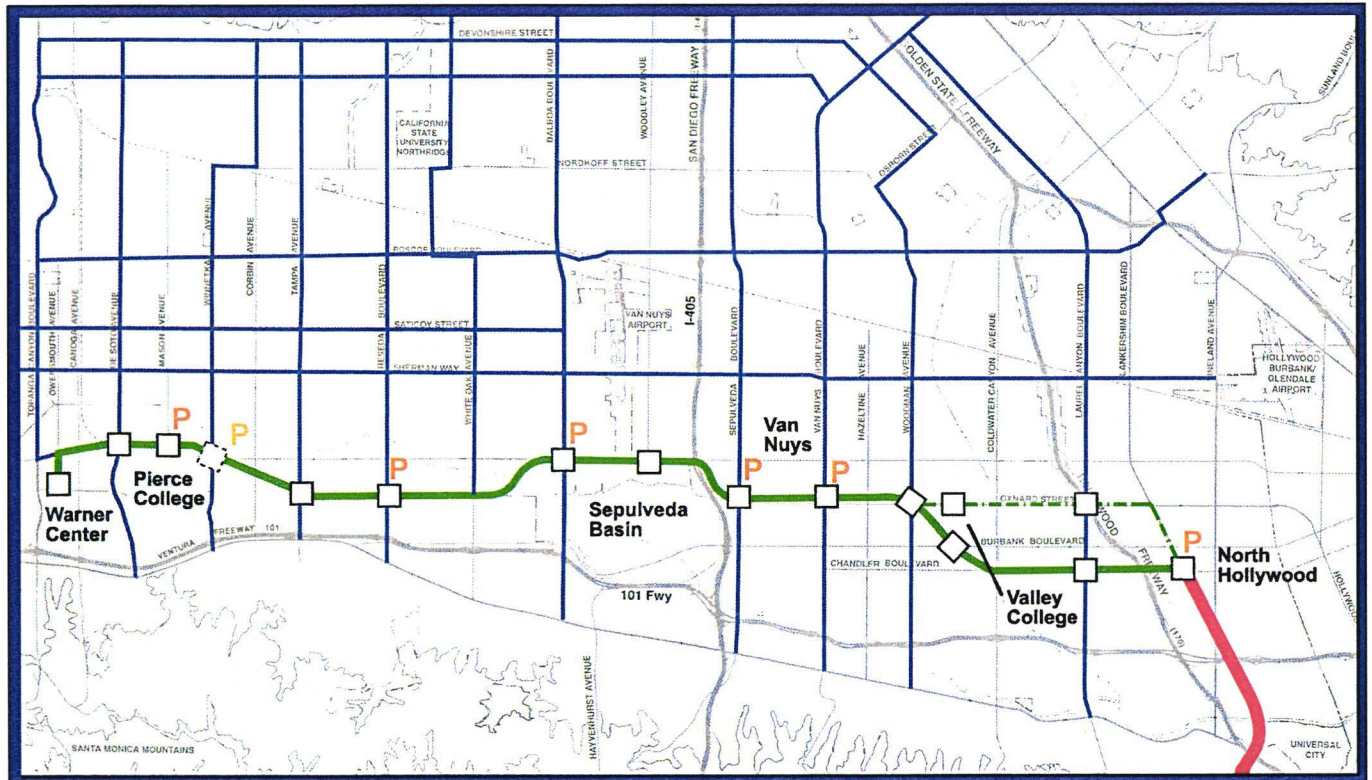 DEVONSHIRE STREET
BALBOA BOULEVARD
WOODLEY AVENUE
SAN DIEGO FREEWAY
GOLDEN STATE FREEWAY
SUNLAND BOUL
CALIFORNIA
STATE
UNIVERSITY
NORTHRIDGE
NORDHOFF STREET
OSBORN STREET
WINNETKA AVENUE
CORBIN AVENUE
TAMPA AVENUE
ROSCOE BOULEVARD
RESEDA BOULEVARD
TOPANGA CANYON BOULEVARD
OWENSMOUTH AVENUE
CANOGA AVENUE
DE SOTO AVENUE
MASON AVENUE
SATICOY STREET
SHERMAN WAY
WHITE OAK AVENUE
VAN NUYS
AIRPORT
I-405
SEPULVEDA BOULEVARD
VAN NUYS BOULEVARD
HAZELTINE AVENUE
WOODMAN AVENUE
COLDWATER CANYON AVENUE
LAUREL CANYON BOULEVARD
LANKERSHIM BOULEVARD
INELAND AVENUE
HOLLYWOOD
BURBANK/
GLENDALE
AIRPORT
P
P
P
P
P
P
P
Van
Nuys
Pierce
College
Warner
Center
Sepulveda
Basin
OXNARD STREET
BURBANK BOULEVARD
CHANDLER BOULEVARD
WOOD FREEWAY (170)
North
Hollywood
Valley
College
VENTURA FREEWAY 101
101 Fwy
HAYVENHURST AVENUE
HOLLYWOO
SANTA MONICA MOUNTAINS
UNIVERSAL
CITY